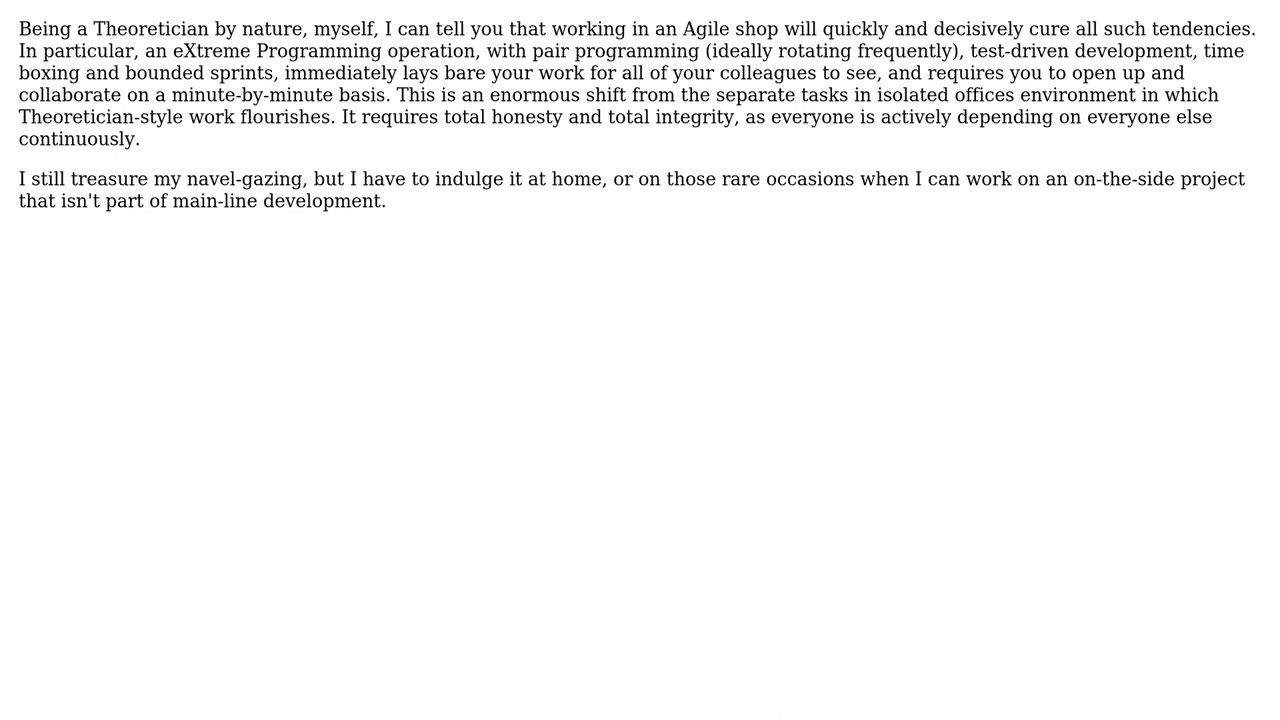 Being a Theoretician by nature, myself, I can tell you that working in an Agile shop will quickly and decisively cure all such tendencies.
In particular, an eXtreme Programming operation, with pair programming (ideally rotating frequently), test-driven development, time
boxing and bounded sprints, immediately lays bare your work for all of your colleagues to see, and requires you to open up and
collaborate on a minute-by-minute basis. This is an enormous shift from the separate tasks in isolated offices environment in which
Theoretician-style work flourishes. It requires total honesty and total integrity, as everyone is actively depending on everyone else
continuously.
I still treasure my navel-gazing, but I have to indulge it at home, or on those rare occasions when I can work on an on-the-side project
that isn't part of main-line development.